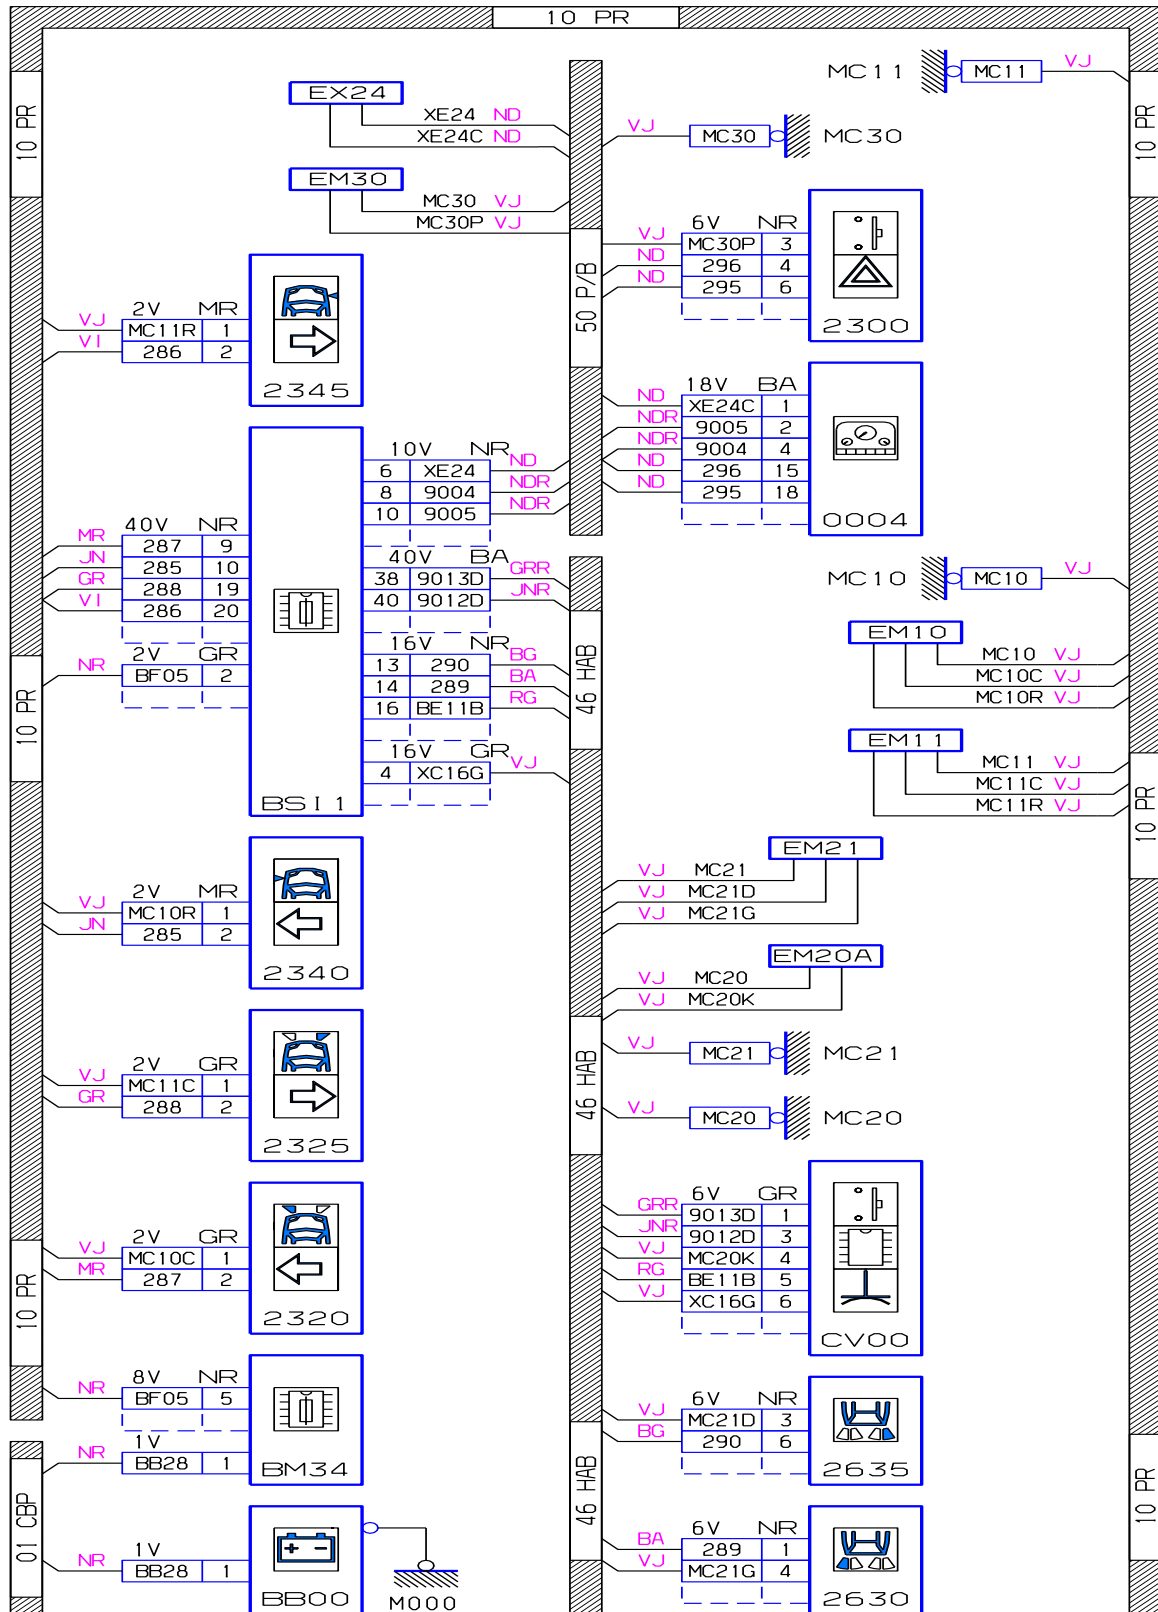 10 PR
10 PR
EX24
XE24 ND
XE24C ND
EM30
MC30 VJ
MC30P VJ
VJ MC30 MC30
MC11 MC11 VJ
10 PR
50 P/B
6V NR
VJ MC30P 3
ND 296 4
ND 295 6
2300
2V MR
VJ MC11R 1
VI 286 2
2345
18V BA
ND XE24C 1
NDR 9005 2
NDR 9004 4
ND 296 15
ND 295 18
0004
10V NR
6 XE24 ND
8 9004 NDR
10 9005 NDR
40V NR
MR 287 9
JN 285 10
GR 288 19
VI 286 20
2V GR
NR BF05 2
40V BA
38 9013D GRR
40 9012D JNR
16V NR
13 290 BG
14 289 BA
16 BE11B RG
16V GR
4 XC16G VJ
BSI1
10 PR
46 HAB
MC10 MC10 VJ
EM10
MC10 VJ
MC10C VJ
MC10R VJ
EM11
MC11 VJ
MC11C VJ
MC11R VJ
10 PR
EM21
VJ MC21
VJ MC21D
VJ MC21G
EM20A
VJ MC20
VJ MC20K
2V MR
VJ MC10R 1
JN 285 2
2340
46 HAB
VJ MC21 MC21
VJ MC20 MC20
2V GR
VJ MC11C 1
GR 288 2
2325
6V GR
GRR 9013D 1
JNR 9012D 3
VJ MC20K 4
RG BE11B 5
VJ XC16G 6
CV00
2V GR
VJ MC10C 1
MR 287 2
2320
10 PR
8V NR
NR BF05 5
1V
NR BB28 1
BM34
6V NR
VJ MC21D 3
BG 290 6
2635
46 HAB
10 PR
01 CBP
1V
NR BB28 1
+ -
BB00
M000
6V NR
BA 289 1
VJ MC21G 4
2630